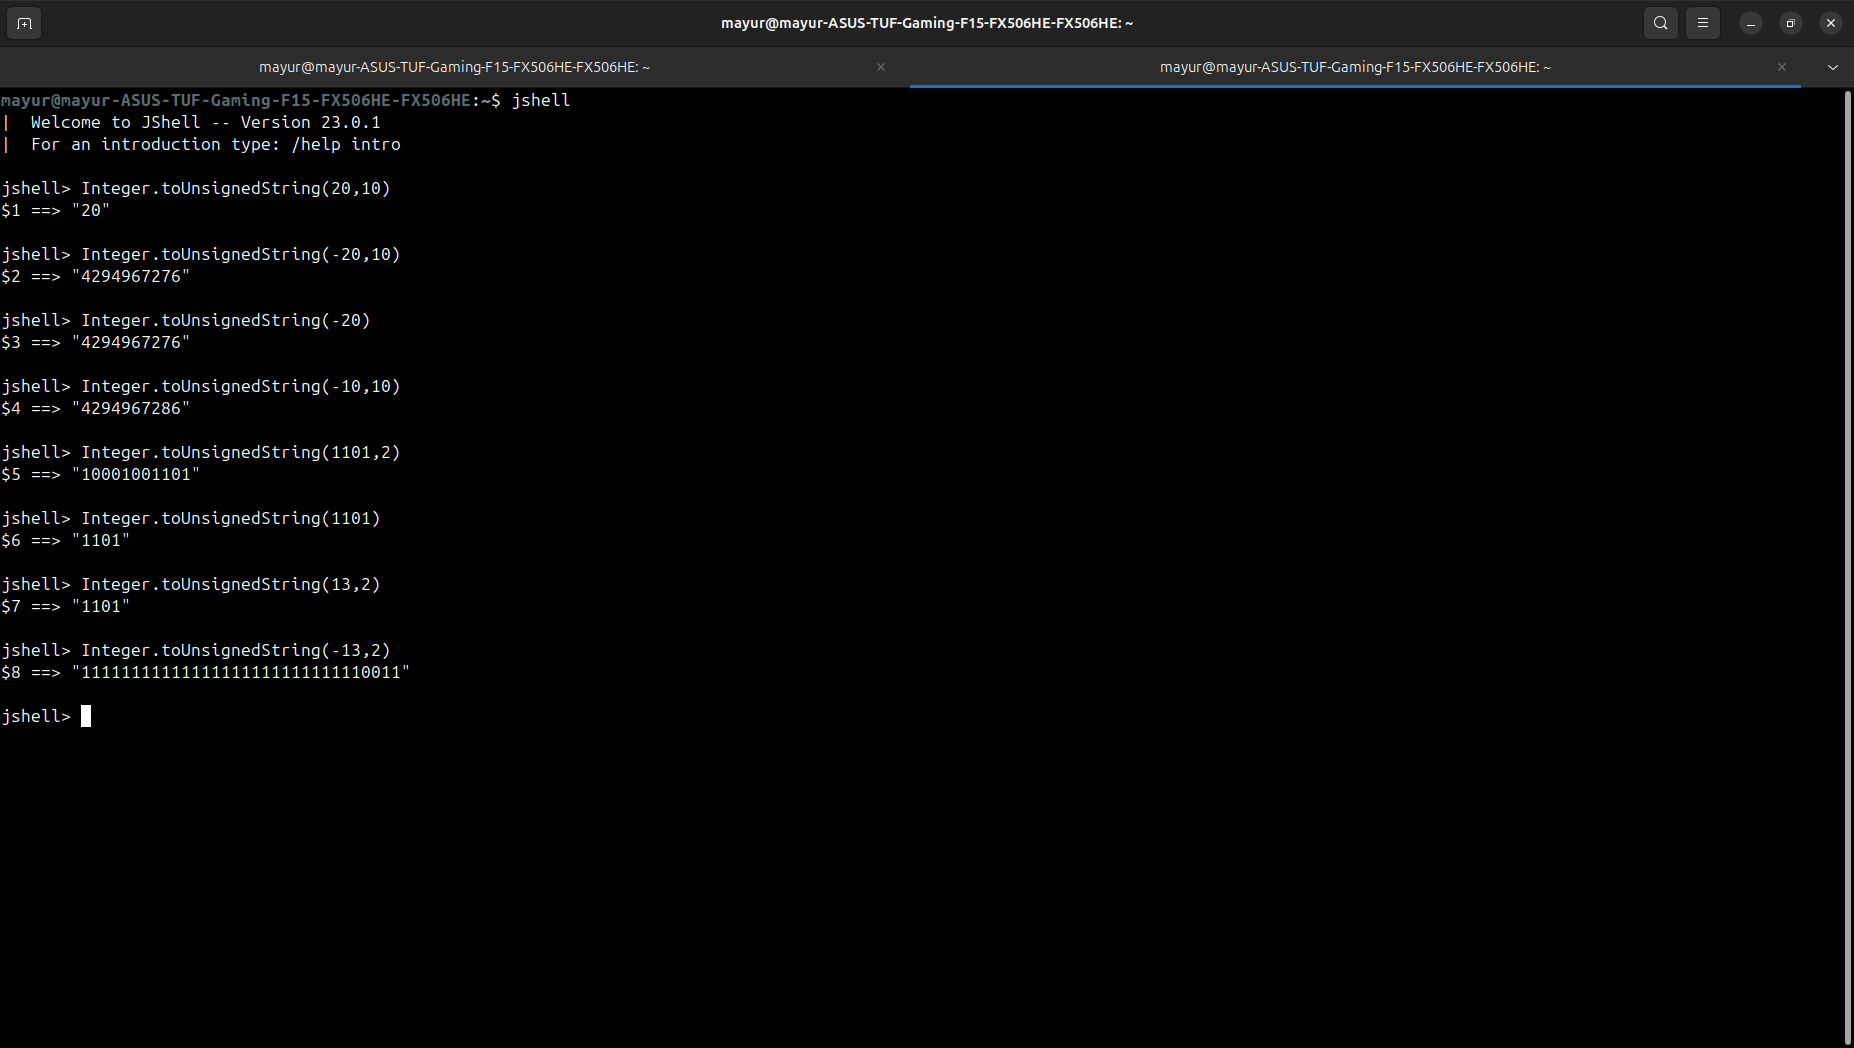 mayur@mayur-ASUS-TUF-Gaming-F15-FX506HE-FX506HE: ~
mayur@mayur-ASUS-TUF-Gaming-F15-FX506HE-FX506HE: ~
mayur@mayur-ASUS-TUF-Gaming-F15-FX506HE-FX506HE: ~
mayur@mayur-ASUS-TUF-Gaming-F15-FX506HE-FX506HE:~$ jshell
|  Welcome to JShell -- Version 23.0.1
|  For an introduction type: /help intro
jshell> Integer.toUnsignedString(20,10)
$1 ==> "20"
jshell> Integer.toUnsignedString(-20,10)
$2 ==> "4294967276"
jshell> Integer.toUnsignedString(-20)
$3 ==> "4294967276"
jshell> Integer.toUnsignedString(-10,10)
$4 ==> "4294967286"
jshell> Integer.toUnsignedString(1101,2)
$5 ==> "10001001101"
jshell> Integer.toUnsignedString(1101)
$6 ==> "1101"
jshell> Integer.toUnsignedString(13,2)
$7 ==> "1101"
jshell> Integer.toUnsignedString(-13,2)
$8 ==> "11111111111111111111111111110011"
jshell>